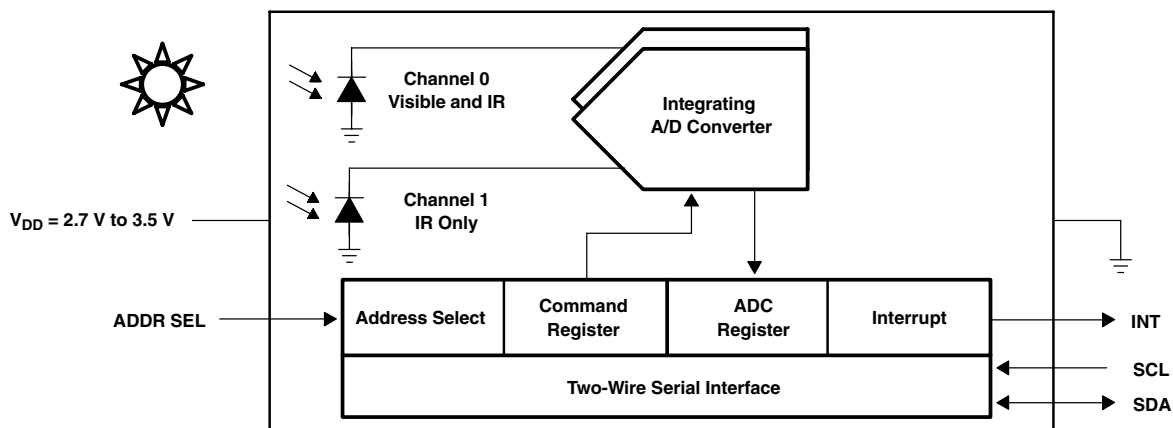 Channel 0
Visible and IR
Integrating
A/D Converter
Channel 1
IR Only
VDD = 2.7 V to 3.5 V
ADDR SEL
Address Select
Command
Register
ADC
Register
Interrupt
INT
Two-Wire Serial Interface
SCL
SDA